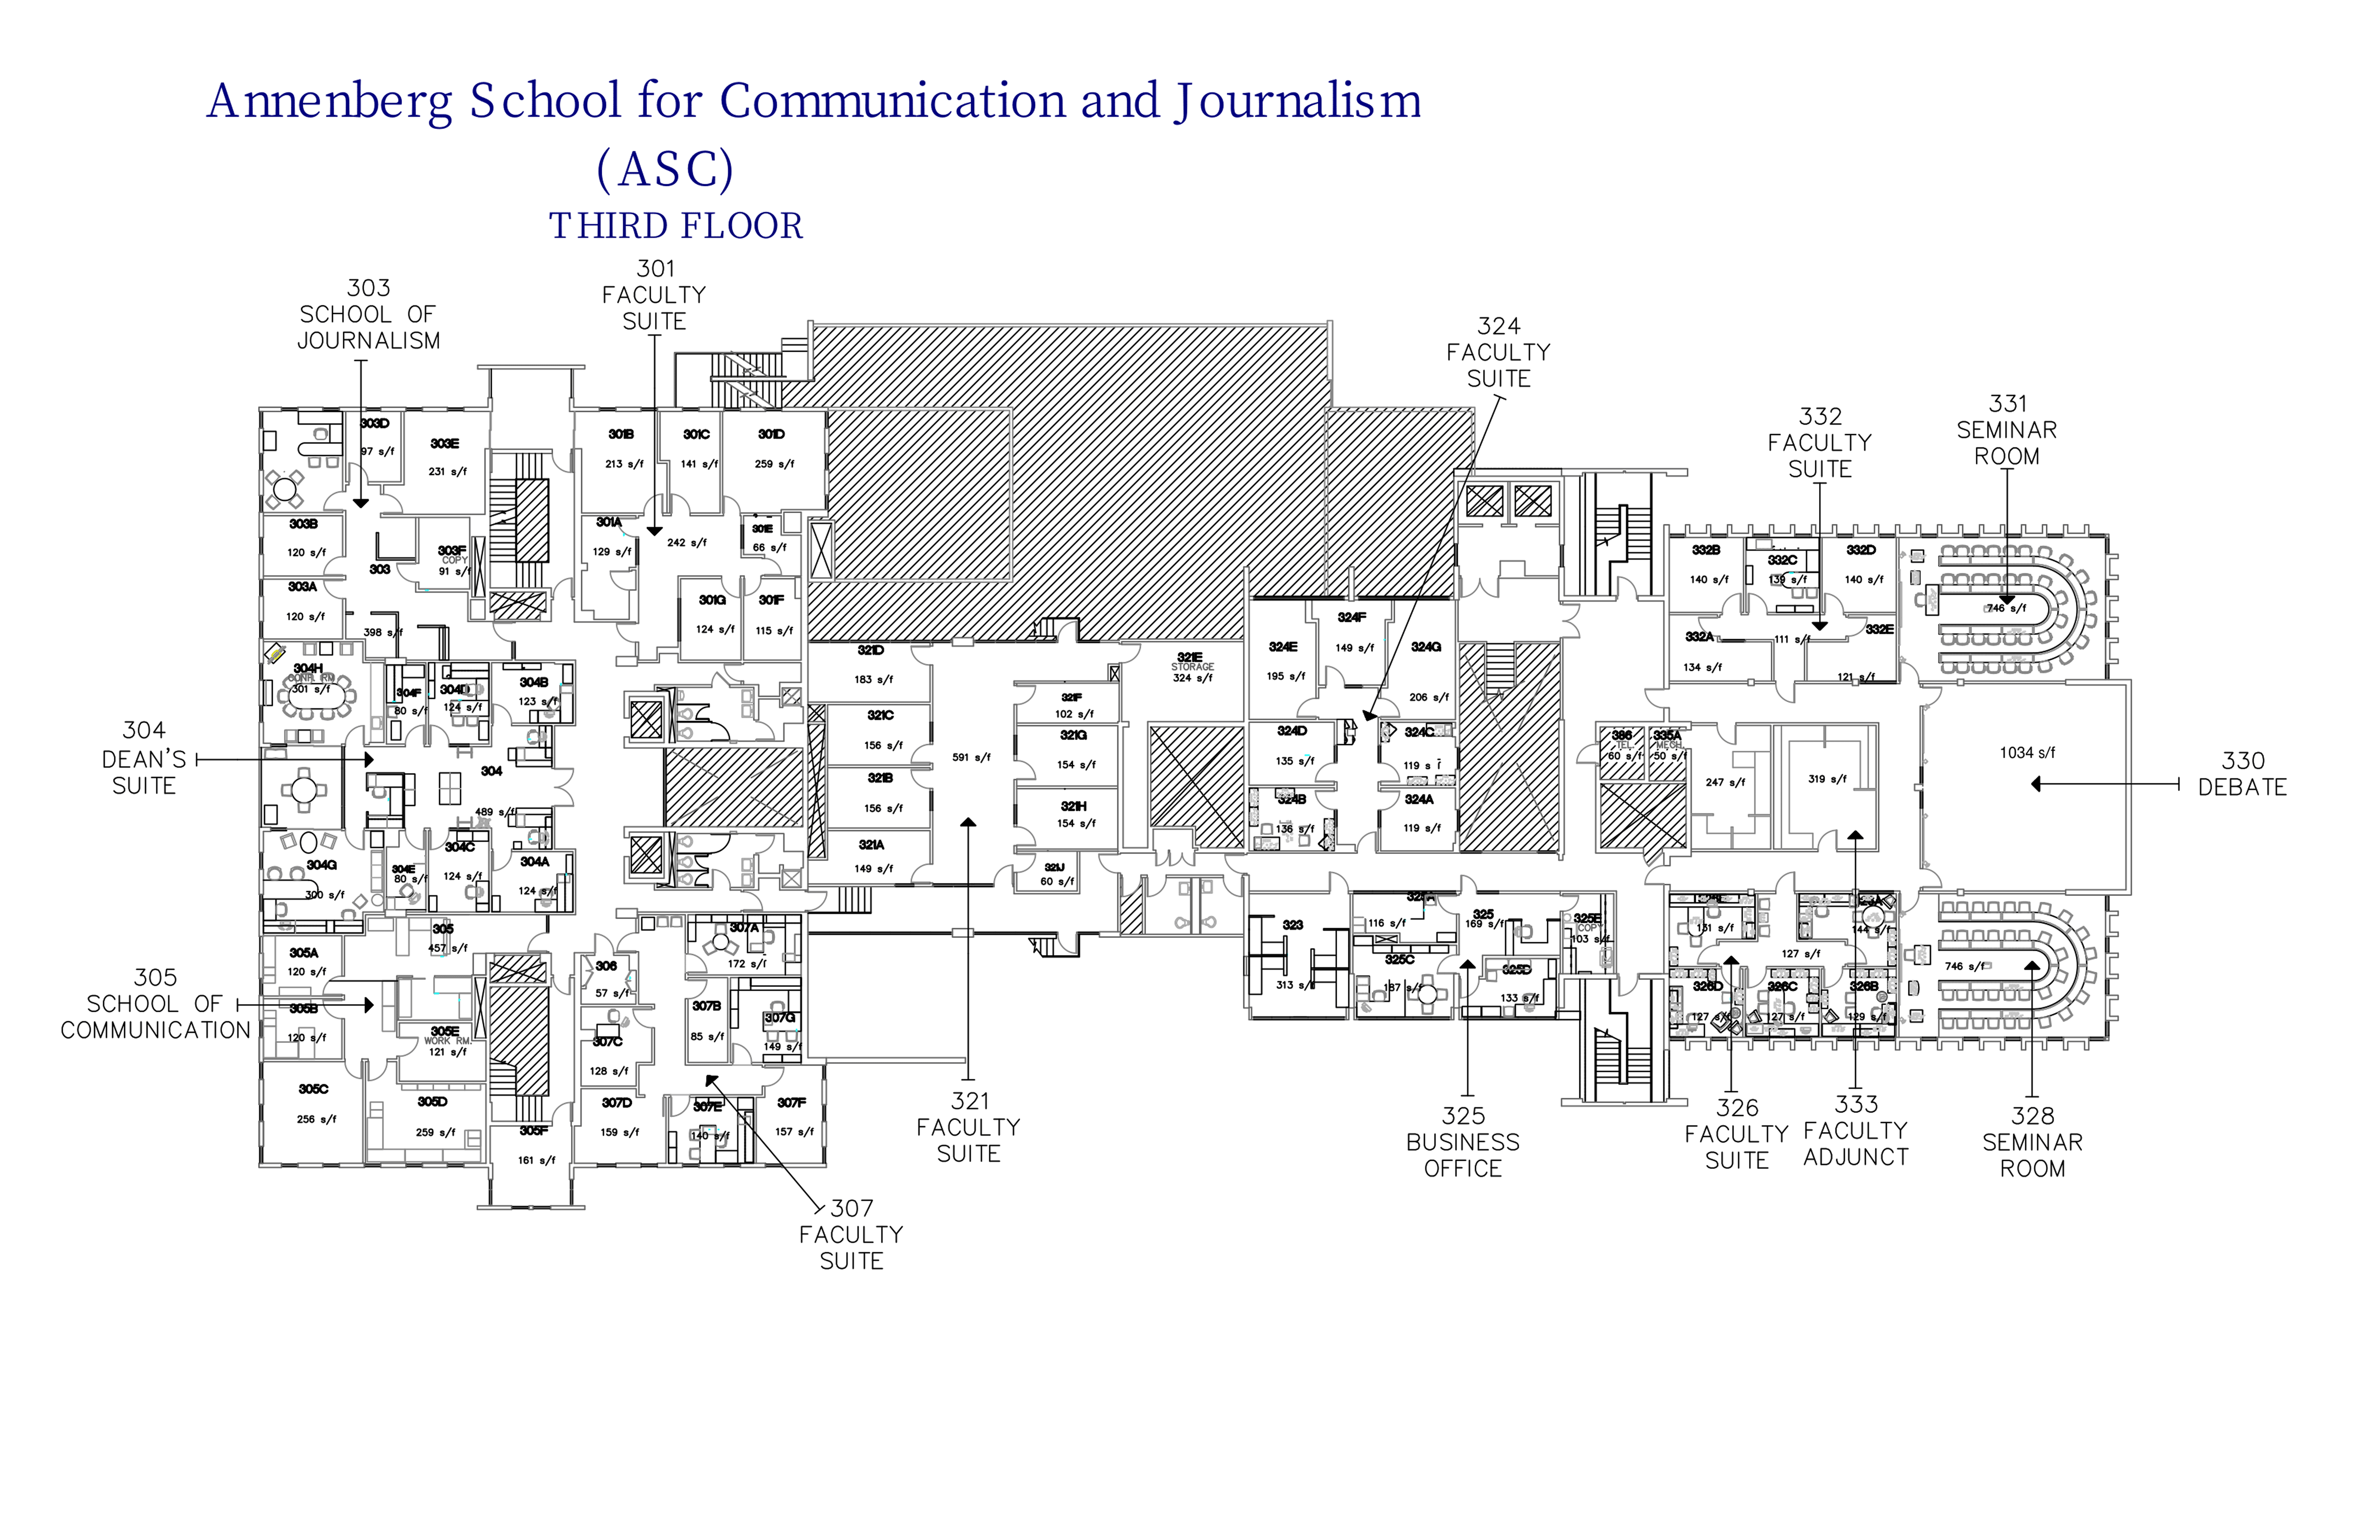 Annenberg School for Communication and Journalism
(ASC)
THIRD FLOOR
303
SCHOOL OF
JOURNALISM
301
FACULTY
SUITE
324
FACULTY
SUITE
332
FACULTY
SUITE
331
SEMINAR
ROOM
304
DEAN'S
SUITE
305
SCHOOL OF
COMMUNICATION
330
DEBATE
321
FACULTY
SUITE
307
FACULTY
SUITE
325
BUSINESS
OFFICE
326
FACULTY
SUITE
333
FACULTY
ADJUNCT
328
SEMINAR
ROOM
303D
97 s/f
303E
231 s/f
303B
120 s/f
303A
120 s/f
303
398 s/f
303F
COPY
91 s/f
301B
213 s/f
301C
141 s/f
301D
259 s/f
301A
129 s/f
242 s/f
301E
66 s/f
301G
124 s/f
301F
115 s/f
304H
CONF. RM.
301 s/f
304F
80 s/f
304D
124 s/f
304B
123 s/f
304
489 s/f
304G
300 s/f
304E
80 s/f
304C
124 s/f
304A
124 s/f
305
457 s/f
305A
120 s/f
305B
120 s/f
305E
WORK RM.
121 s/f
305C
256 s/f
305D
259 s/f
305F
161 s/f
306
57 s/f
307A
172 s/f
307B
85 s/f
307G
149 s/f
307C
128 s/f
307D
159 s/f
307E
140 s/f
307F
157 s/f
321D
183 s/f
321C
156 s/f
321B
156 s/f
321A
149 s/f
591 s/f
321F
102 s/f
321G
154 s/f
321H
154 s/f
321J
60 s/f
321E
STORAGE
324 s/f
324E
195 s/f
324F
149 s/f
324G
206 s/f
324D
135 s/f
324C
119 s
324B
136 s/f
324A
119 s/f
323
313 s/
116 s/f
325C
187 s/f
325
169 s/f
325D
133 s/f
325E
COP
103 s/f
332B
140 s/f
332C
139 s/f
332D
140 s/f
332A
134 s/f
111 s/f
332E
121 s/f
746 s/f
386
TEL.
60 s/f
335A
MECH.
50 s/f
247 s/f
319 s/f
1034 s/f
131 s/f
127 s/f
144 s/f
326D
127 s/f
326C
127 s/f
326B
129 s/f
746 s/f